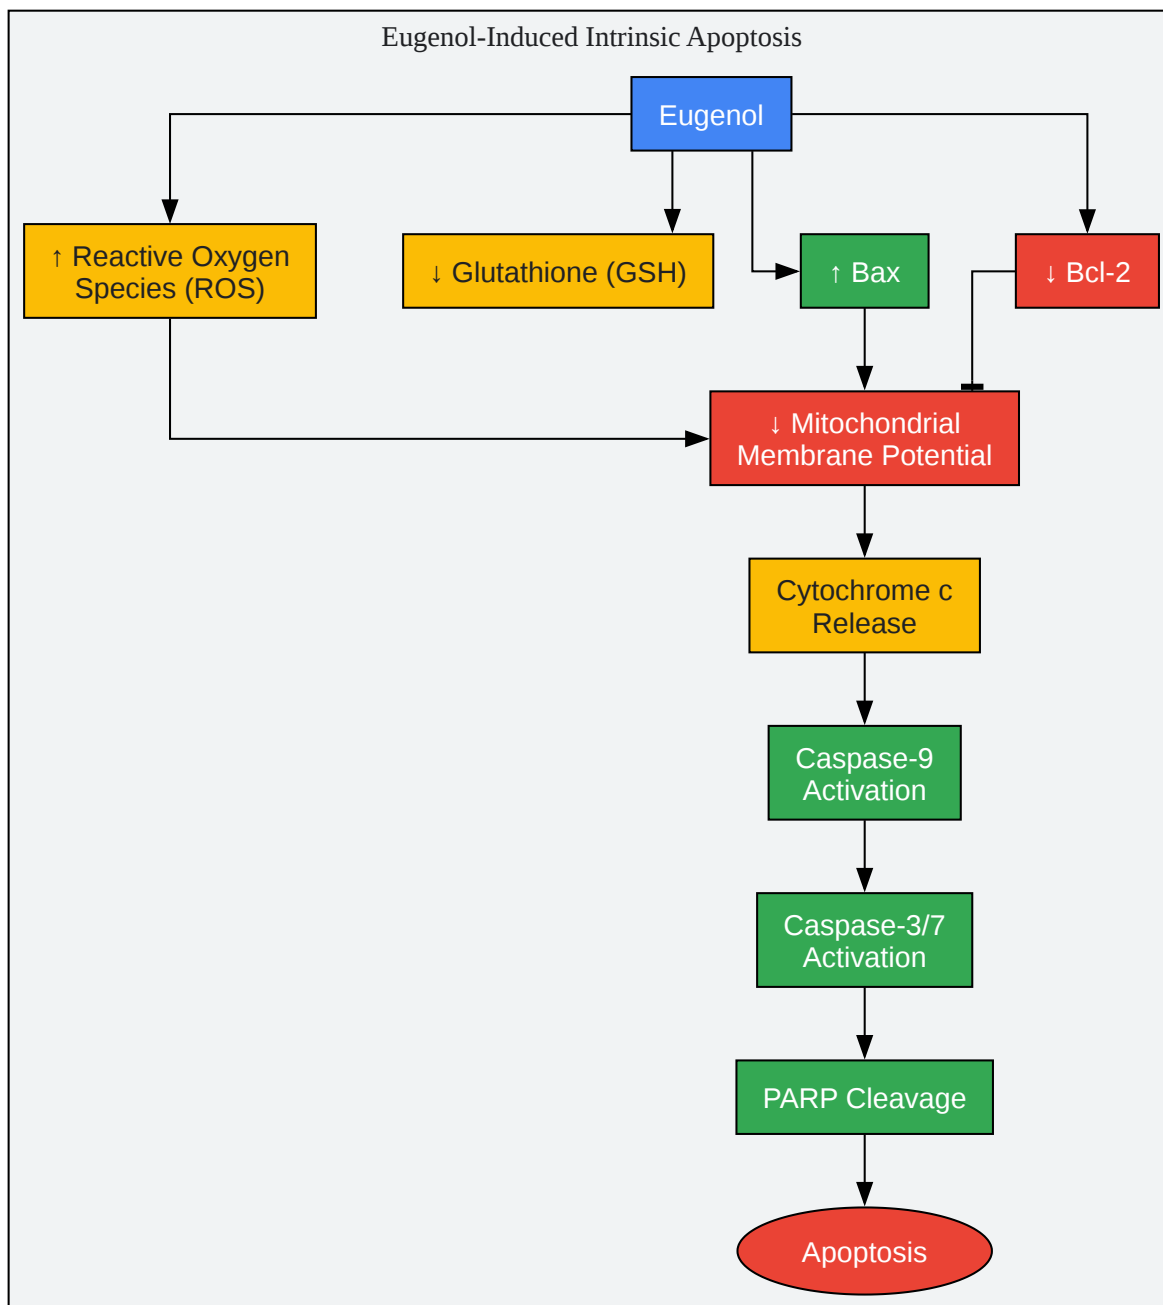 Eugenol-Induced Intrinsic Apoptosis
Eugenol
↑ Reactive Oxygen
Species (ROS)
↓ Glutathione (GSH)
↑ Bax
↓ Bcl-2
↓ Mitochondrial
Membrane Potential
Cytochrome c
Release
Caspase-9
Activation
Caspase-3/7
Activation
PARP Cleavage
Apoptosis